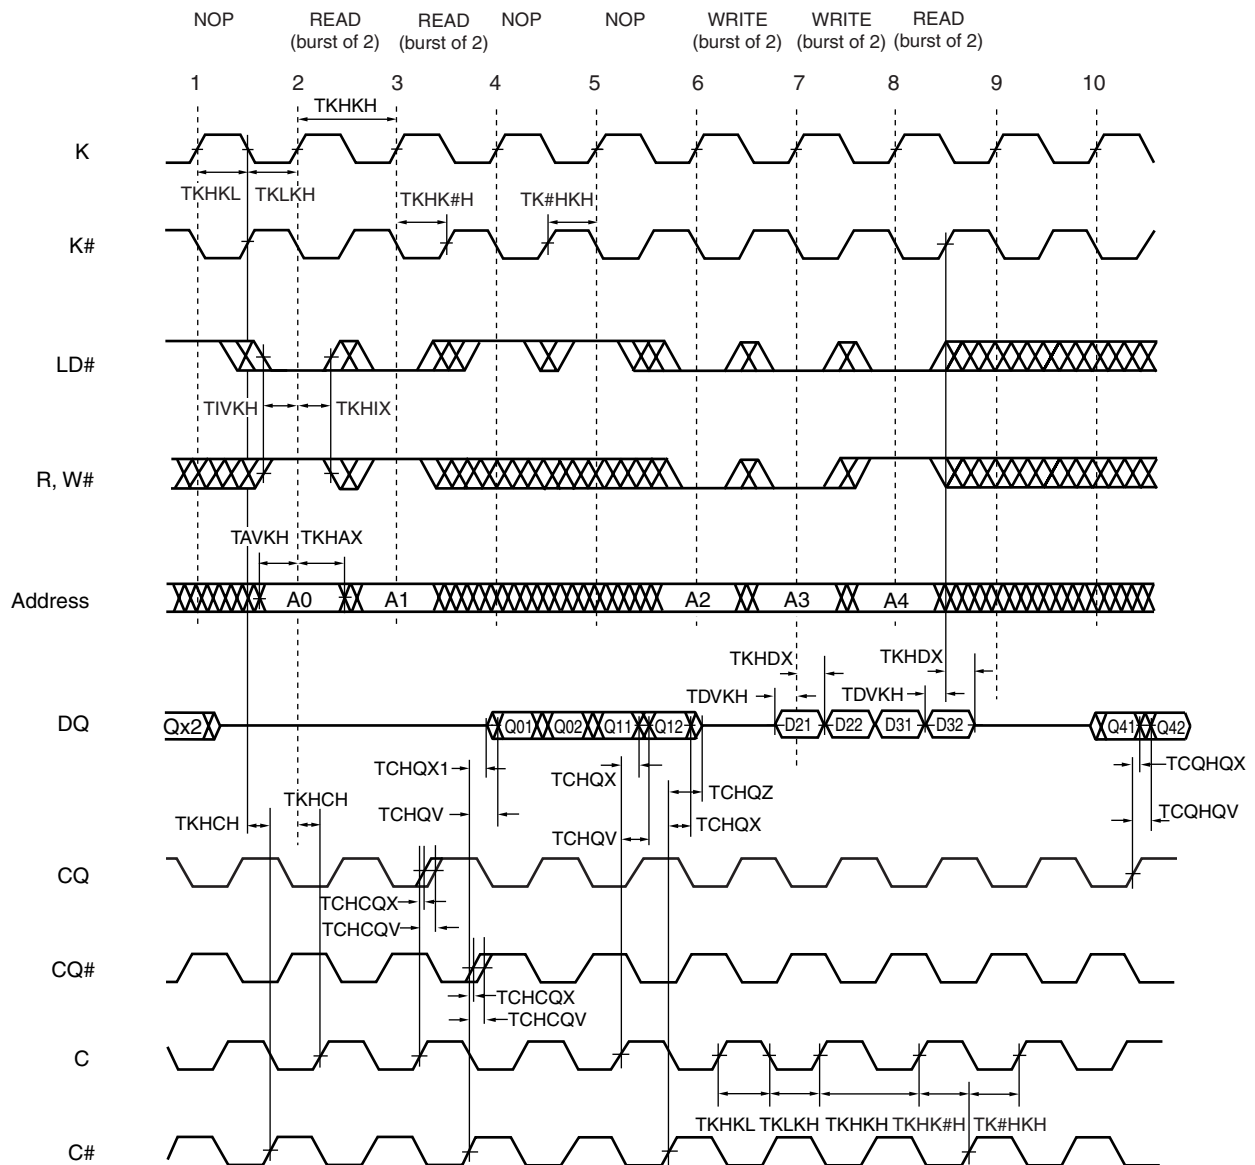 NOP READ READ NOP NOP WRITE WRITE READ
(burst of 2) (burst of 2) (burst of 2) (burst of 2) (burst of 2)
1 2 3 4 5 6 7 8 9 10
TKHKH
K
TKHKL TKLKH TKHK#H TK#HKH
K#
LD#
TIVKH TKHIX
R, W#
TAVKH TKHAX
Address A0 A1 A2 A3 A4
TKHDX TKHDX
TDVKH TDVKH
DQ Qx2 Q01 Q02 Q11 Q12 D21 D22 D31 D32 Q41 Q42
TCHQX1 TCHQX TCQHQX
TKHCH TCHQZ
TKHCH TCHQV TCHQX TCQHQV
TCHQV
CQ
TCHCQX
TCHCQV
CQ#
TCHCQX
TCHCQV
C
TKHKL TKLKH TKHKH TKHK#H TK#HKH
C#